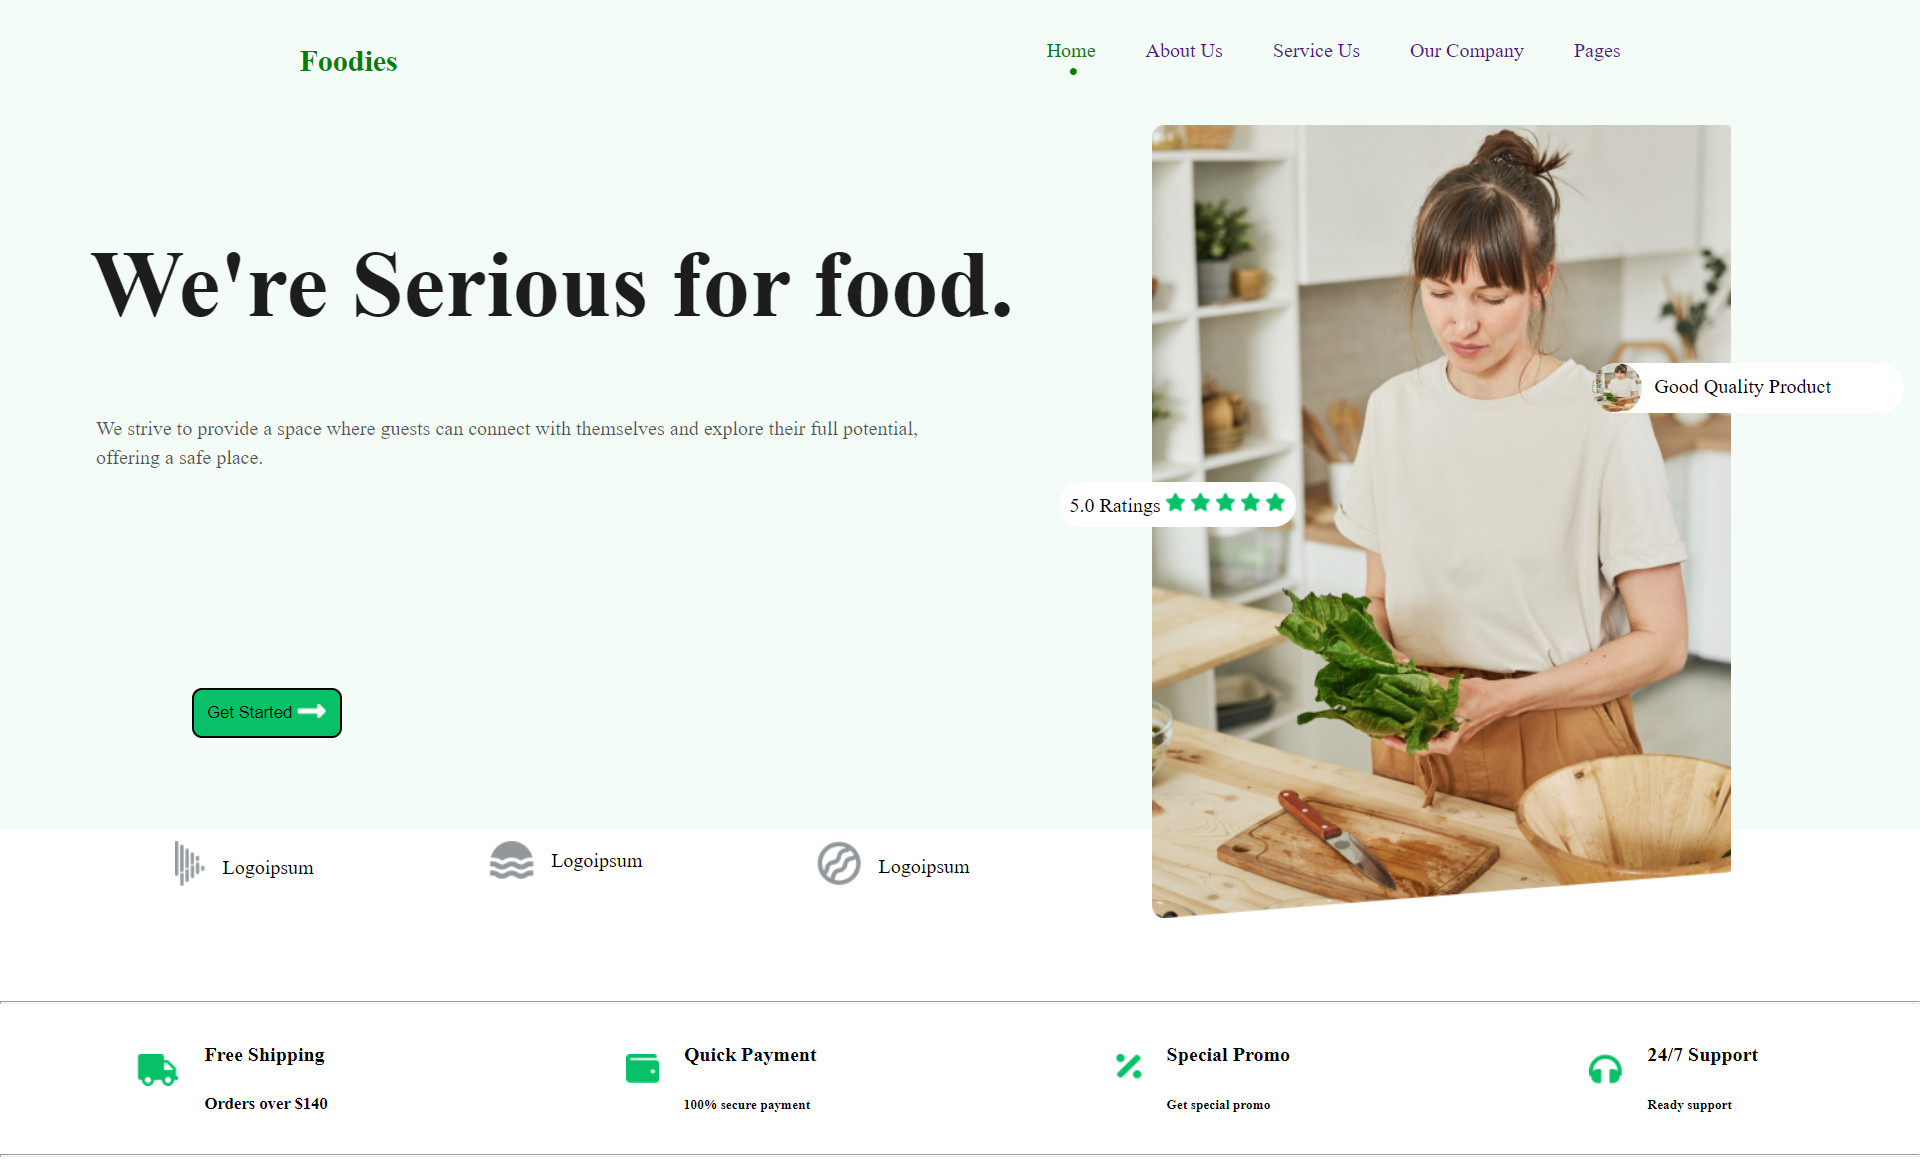 Foodies
Home About Us Service Us Our Company Pages
We're Serious for food.
We strive to provide a space where guests can connect with themselves and explore their full potential,
offering a safe place.
Good Quality Product
5.0 Ratings
Get Started
Logoipsum
Logoipsum
Logoipsum
Free Shipping
Orders over $140
Quick Payment
100% secure payment
Special Promo
Get special promo
24/7 Support
Ready support